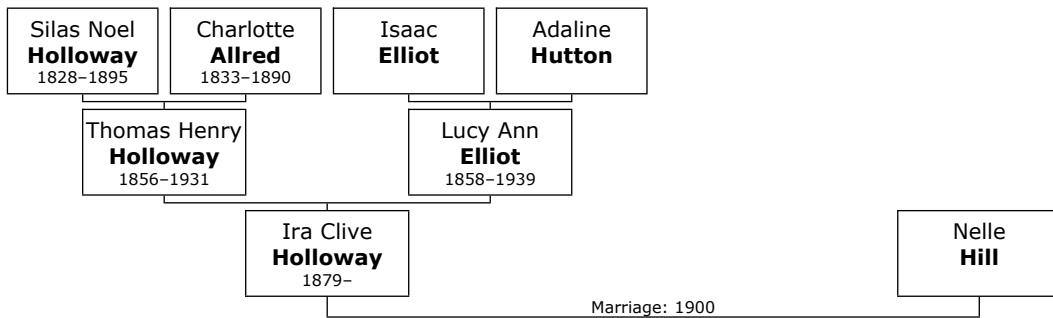 Silas Noel
Holloway
1828–1895
Charlotte
Allred
1833–1890
Isaac
Elliot
Adaline
Hutton
Thomas Henry
Holloway
1856–1931
Lucy Ann
Elliot
1858–1939
Ira Clive
Holloway
1879–
Nelle
Hill
Marriage: 1900